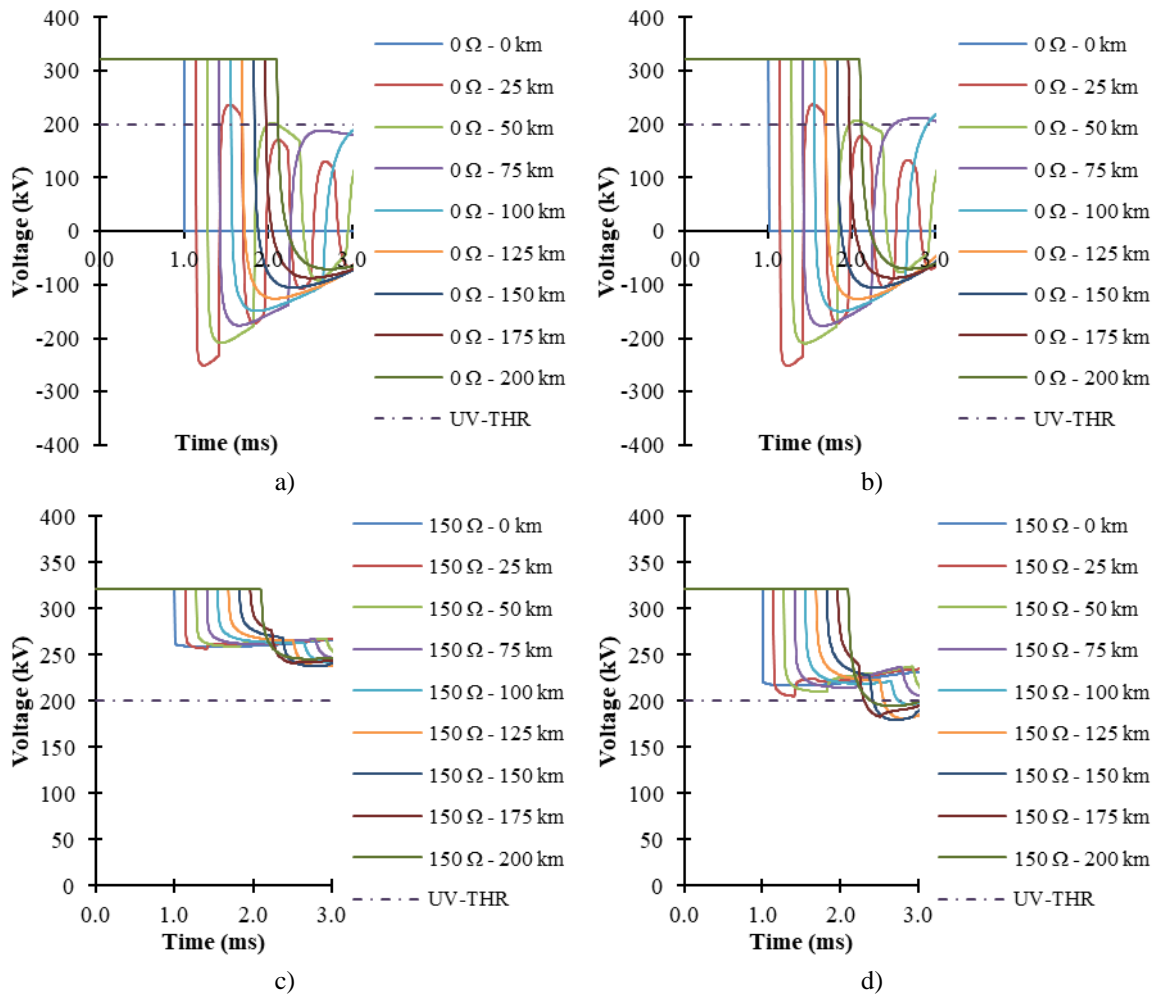 400
300
200
100
0
-100
-200
-300
-400
Voltage (kV)
0.0
1.0
2.0
3.0
Time (ms)
0 Ω - 0 km
0 Ω - 25 km
0 Ω - 50 km
0 Ω - 75 km
0 Ω - 100 km
0 Ω - 125 km
0 Ω - 150 km
0 Ω - 175 km
0 Ω - 200 km
UV-THR
a)
400
300
200
100
0
-100
-200
-300
-400
Voltage (kV)
0.0
1.0
2.0
3.0
Time (ms)
0 Ω - 0 km
0 Ω - 25 km
0 Ω - 50 km
0 Ω - 75 km
0 Ω - 100 km
0 Ω - 125 km
0 Ω - 150 km
0 Ω - 175 km
0 Ω - 200 km
UV-THR
b)
400
350
300
250
200
150
100
50
0
Voltage (kV)
0.0
1.0
2.0
3.0
Time (ms)
150 Ω - 0 km
150 Ω - 25 km
150 Ω - 50 km
150 Ω - 75 km
150 Ω - 100 km
150 Ω - 125 km
150 Ω - 150 km
150 Ω - 175 km
150 Ω - 200 km
UV-THR
c)
400
350
300
250
200
150
100
50
0
Voltage (kV)
0.0
1.0
2.0
3.0
Time (ms)
150 Ω - 0 km
150 Ω - 25 km
150 Ω - 50 km
150 Ω - 75 km
150 Ω - 100 km
150 Ω - 125 km
150 Ω - 150 km
150 Ω - 175 km
150 Ω - 200 km
UV-THR
d)